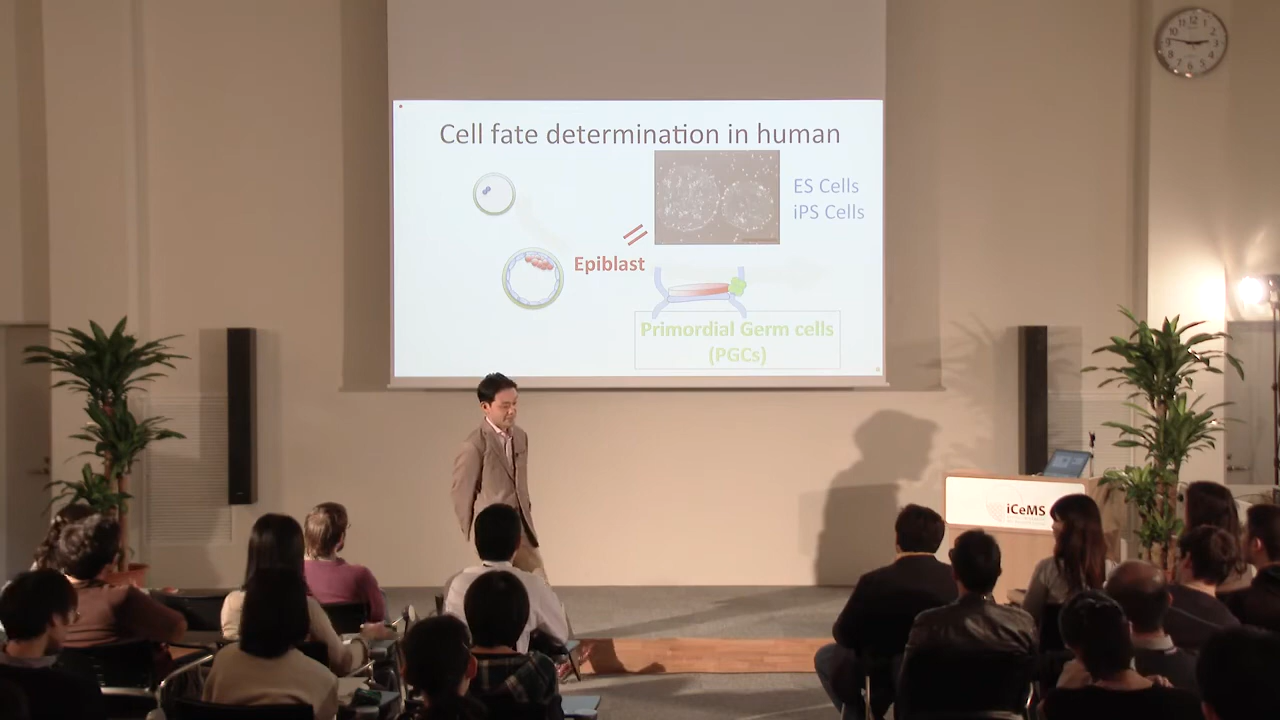 Cell fate determination in human
ES Cells
iPS Cells
Epiblast
Primordial Germ cells
(PGCs)
iCeMS